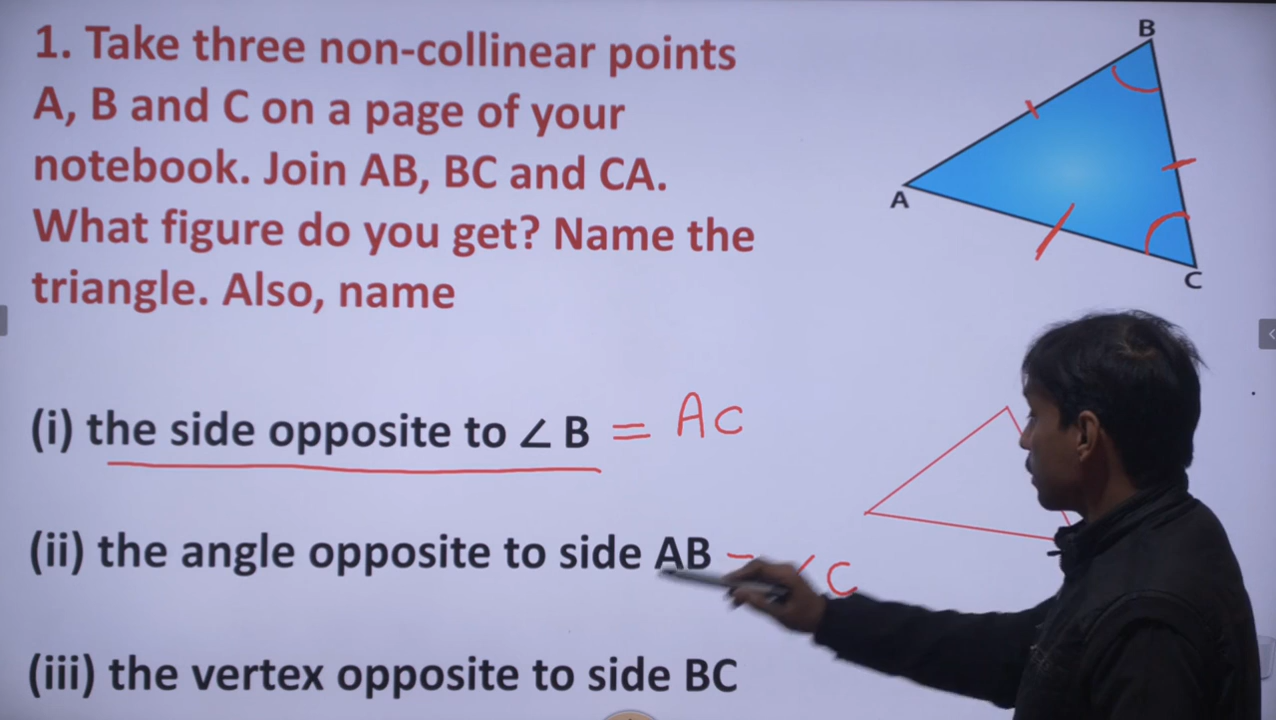 1. Take three non-collinear points
A, B and C on a page of your
notebook. Join AB, BC and CA.
What figure do you get? Name the
triangle. Also, name
(i) the side opposite to ∠ B = AC
(ii) the angle opposite to side AB = ∠C
(iii) the vertex opposite to side BC
B
A
C